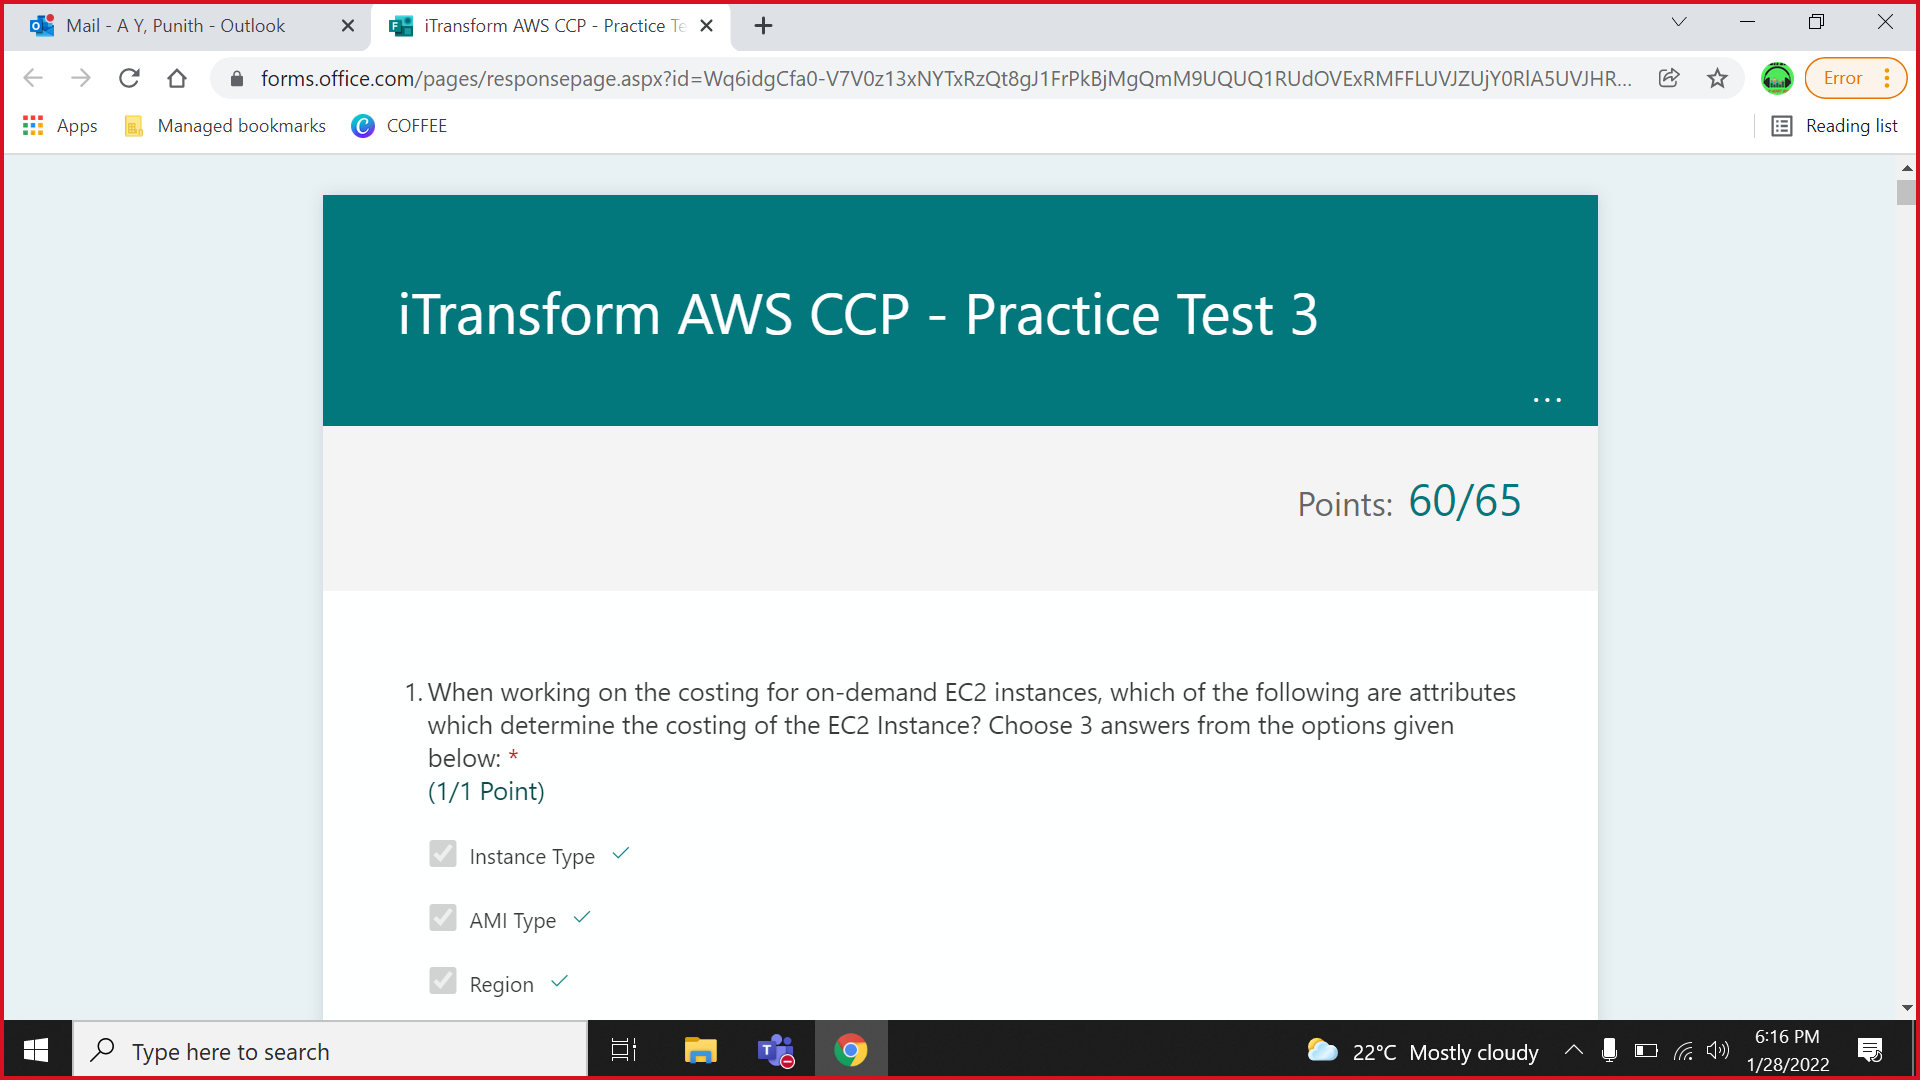 Mail - A Y, Punith - Outlook
iTransform AWS CCP - Practice Te
forms.office.com/pages/responsepage.aspx?id=Wq6idgCfa0-V7V0z13xNYTxRzQt8gJ1FrPkBjMgQmM9UQUQ1RUdOVExRMFFLUVJZUjY0RlA5UVJHR...
Error
Apps
Managed bookmarks
COFFEE
Reading list
iTransform AWS CCP - Practice Test 3
...
Points: 60/65
1. When working on the costing for on-demand EC2 instances, which of the following are attributes
which determine the costing of the EC2 Instance? Choose 3 answers from the options given
below: *
(1/1 Point)
Instance Type
AMI Type
Region
Type here to search
22°C Mostly cloudy
6:16 PM
1/28/2022